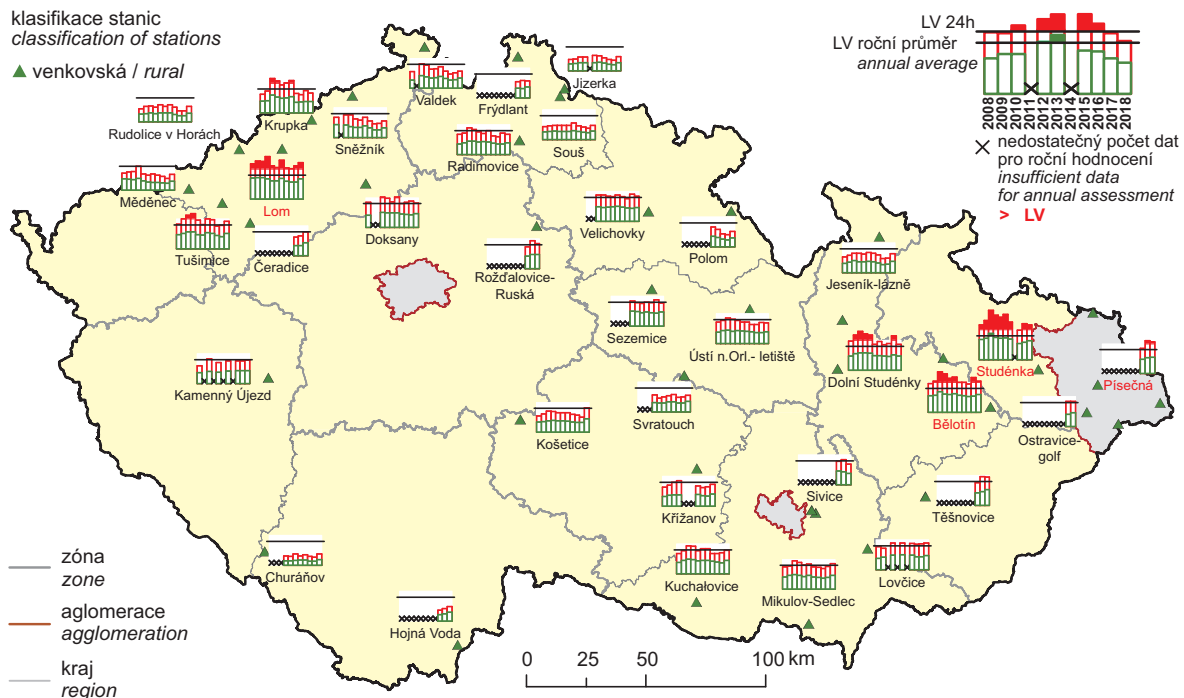 klasifikace stanic
classification of stations
▲ venkovská / rural
LV 24h
LV roční průměr
annual average
2008
2009
2010
2011
2012
2013
2014
2015
2016
2017
2018
nedostatečný počet dat
pro roční hodnocení
insufficient data
for annual assessment
> LV
Rudolice v Horách
Krupka
Sněžník
Valdek
Frýdlant
Jizerka
Radimovice
Souš
Měděnec
Lom
Tušimice
Čeradice
Doksany
Velichovky
Polom
Rožďalovice-
Ruská
Jeseník-lázně
Sezemice
Ústí n.Orl.- letiště
Dolní Studénky
Studénka
Písečná
Kamenný Újezd
Svratouch
Košetice
Bělotín
Ostravice-
golf
Křížanov
Sivice
Těšnovice
Churáňov
Kuchařovice
Mikulov-Sedlec
Lovčice
Hojná Voda
zóna
zone
aglomerace
agglomeration
kraj
region
0 25 50 100 km